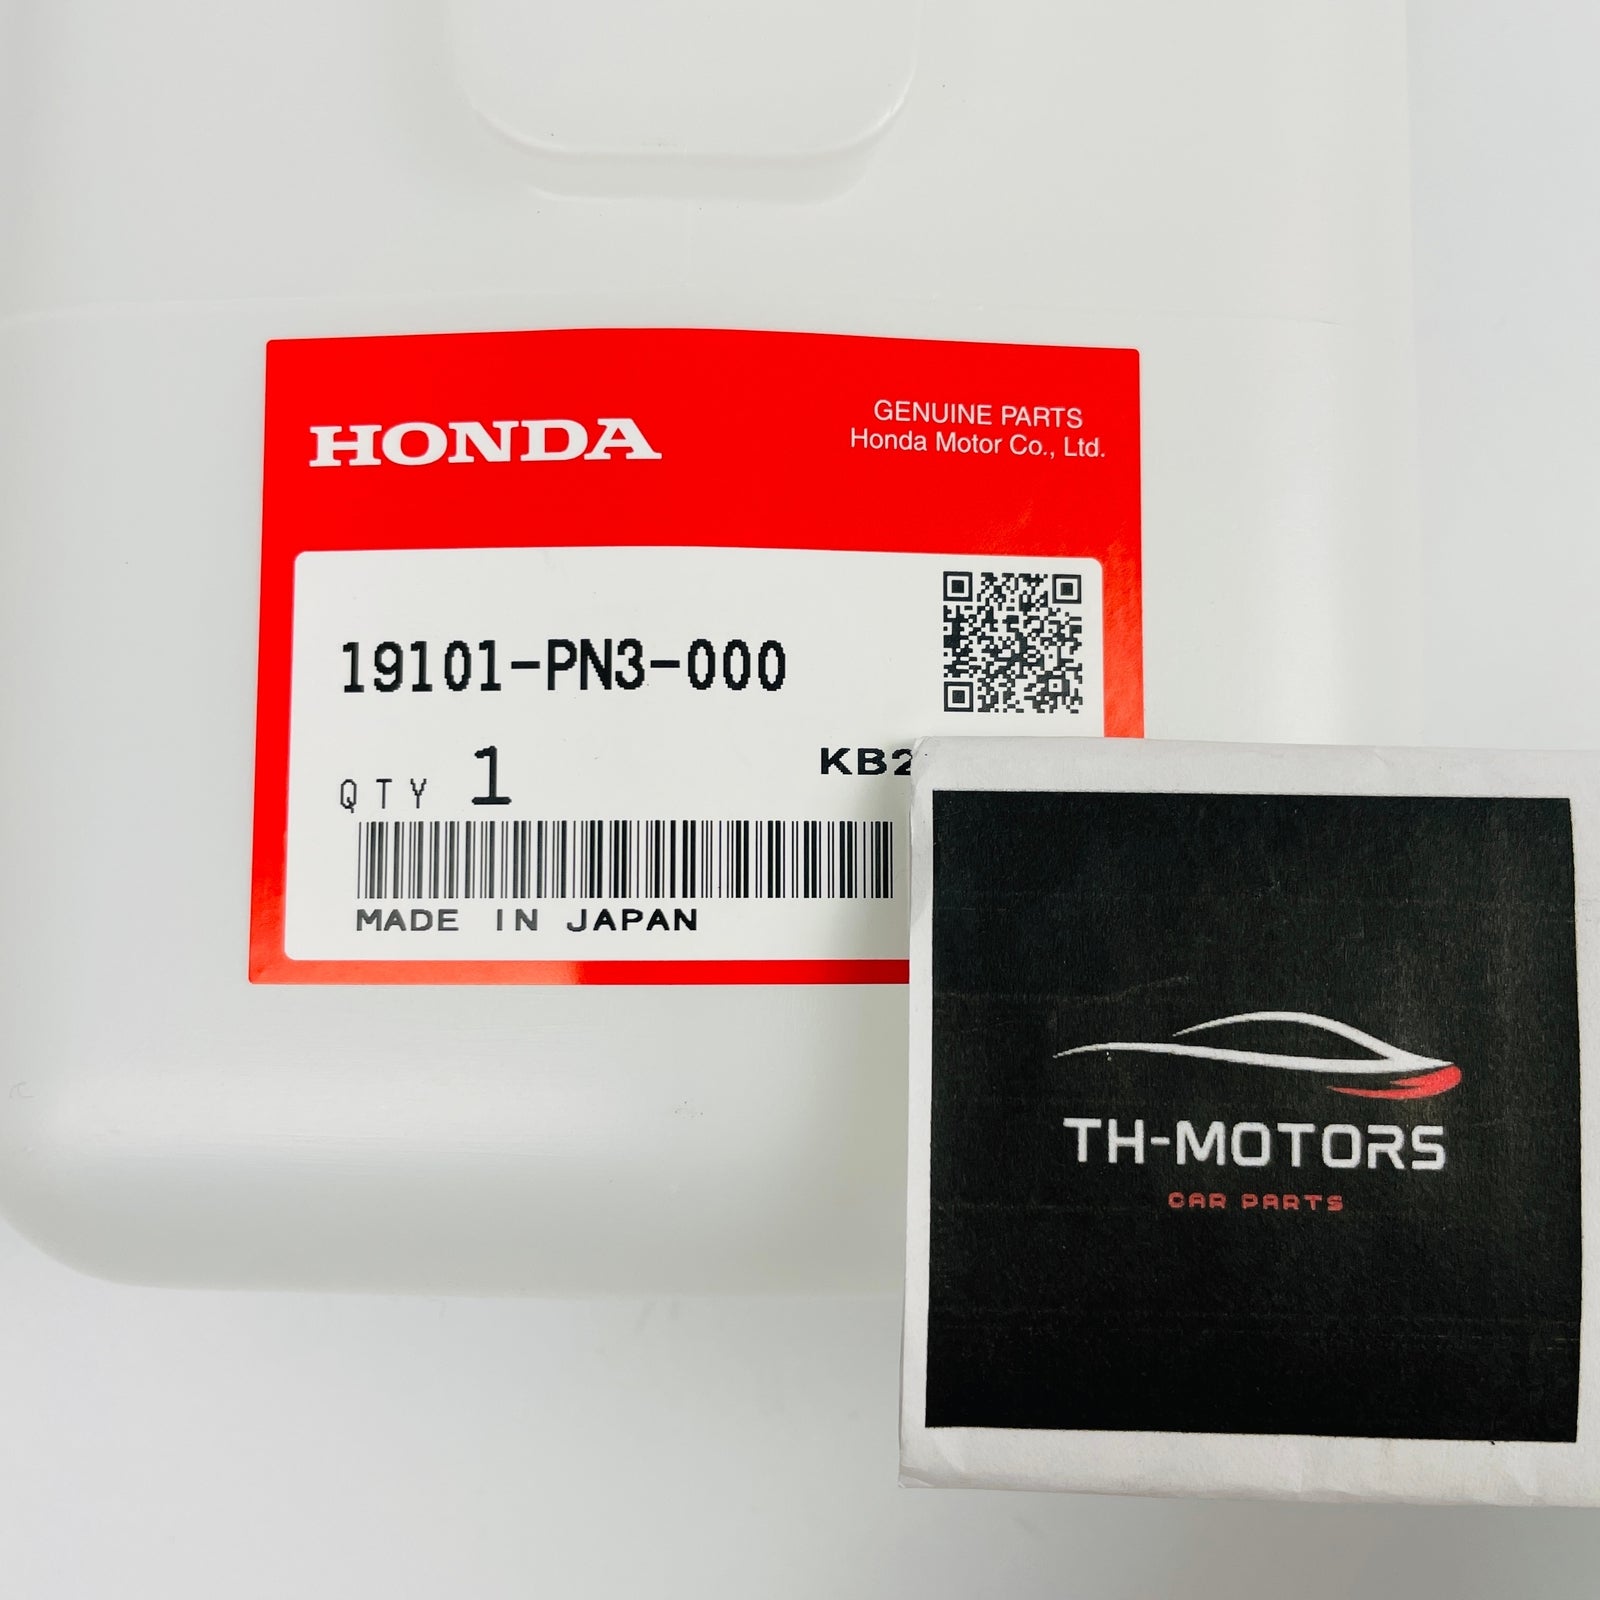 HONDA
GENUINE PARTS
Honda Motor Co., Ltd.
19101-PN3-000
QTY 1
KB2
MADE IN JAPAN
TH-MOTORS
CAR PARTS